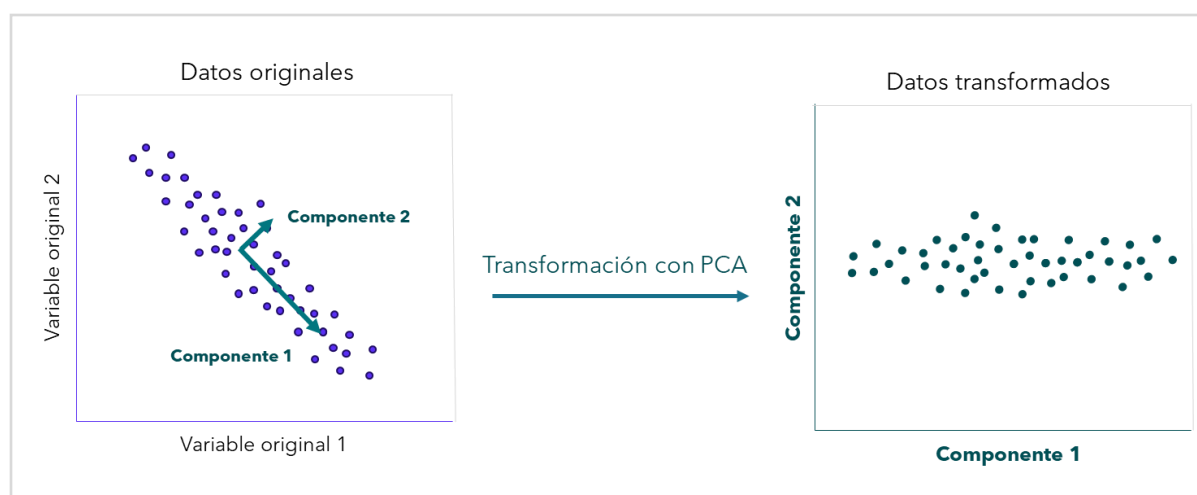 Datos originales
Variable original 2
Componente 2
Componente 1
Variable original 1
Transformación con PCA
Datos transformados
Componente 2
Componente 1